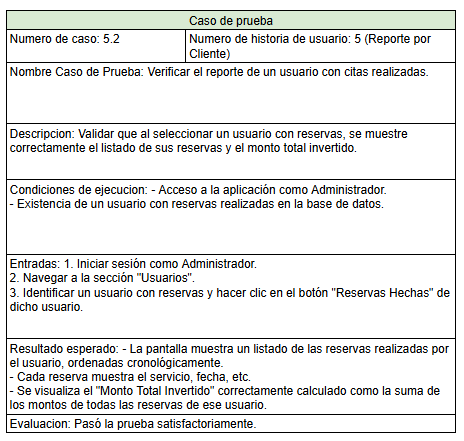 Caso de prueba
Numero de caso: 5.2
Numero de historia de usuario: 5 (Reporte por
Cliente)
Nombre Caso de Prueba: Verificar el reporte de un usuario con citas realizadas.
Descripcion: Validar que al seleccionar un usuario con reservas, se muestre
correctamente el listado de sus reservas y el monto total invertido.
Condiciones de ejecucion: - Acceso a la aplicación como Administrador.
- Existencia de un usuario con reservas realizadas en la base de datos.
Entradas: 1. Iniciar sesión como Administrador.
2. Navegar a la sección "Usuarios".
3. Identificar un usuario con reservas y hacer clic en el botón "Reservas Hechas" de
dicho usuario.
Resultado esperado: - La pantalla muestra un listado de las reservas realizadas por
el usuario, ordenadas cronológicamente.
- Cada reserva muestra el servicio, fecha, etc.
- Se visualiza el "Monto Total Invertido" correctamente calculado como la suma de
los montos de todas las reservas de ese usuario.
Evaluacion: Pasó la prueba satisfactoriamente.